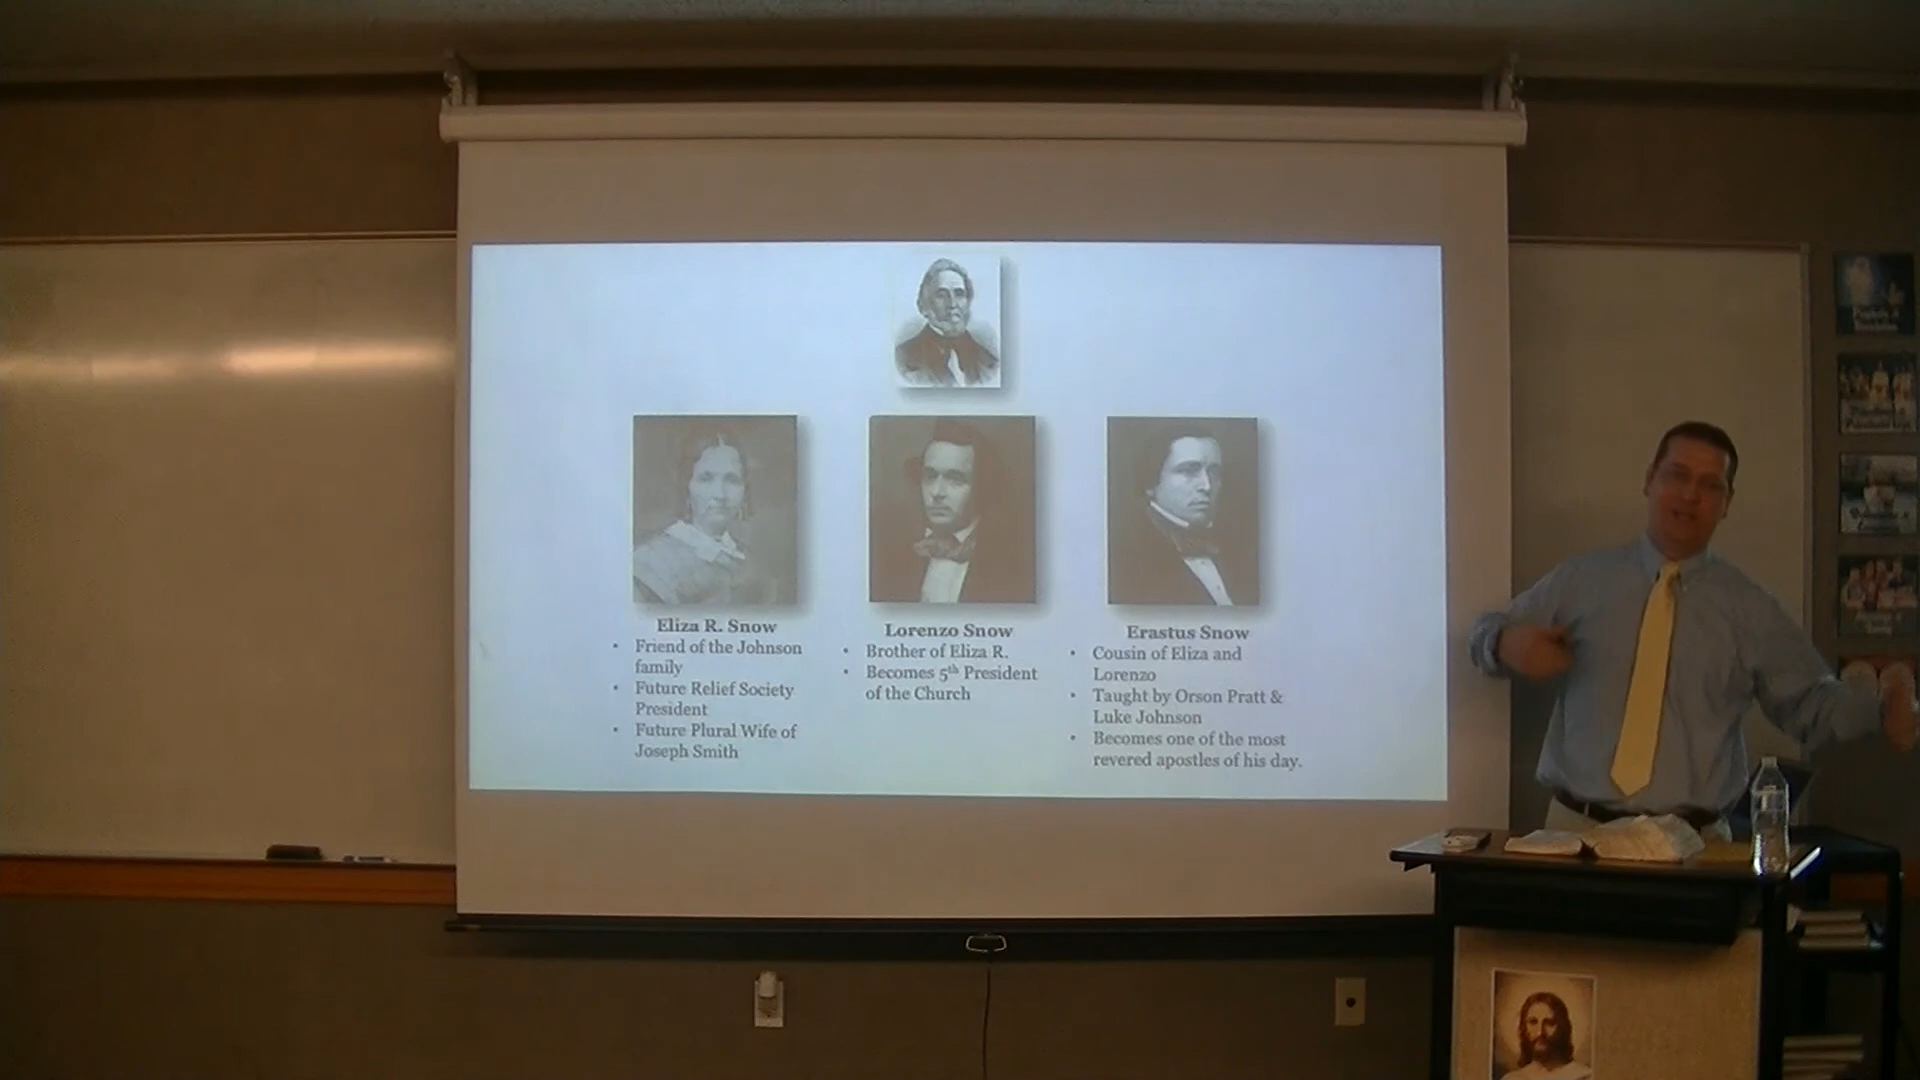 Eliza R. Snow
• Friend of the Johnson
family
• Future Relief Society
President
• Future Plural Wife of
Joseph Smith
Lorenzo Snow
• Brother of Eliza R.
• Becomes 5th President
of the Church
Erastus Snow
• Cousin of Eliza and
Lorenzo
• Taught by Orson Pratt &
Luke Johnson
• Becomes one of the most
revered apostles of his day.